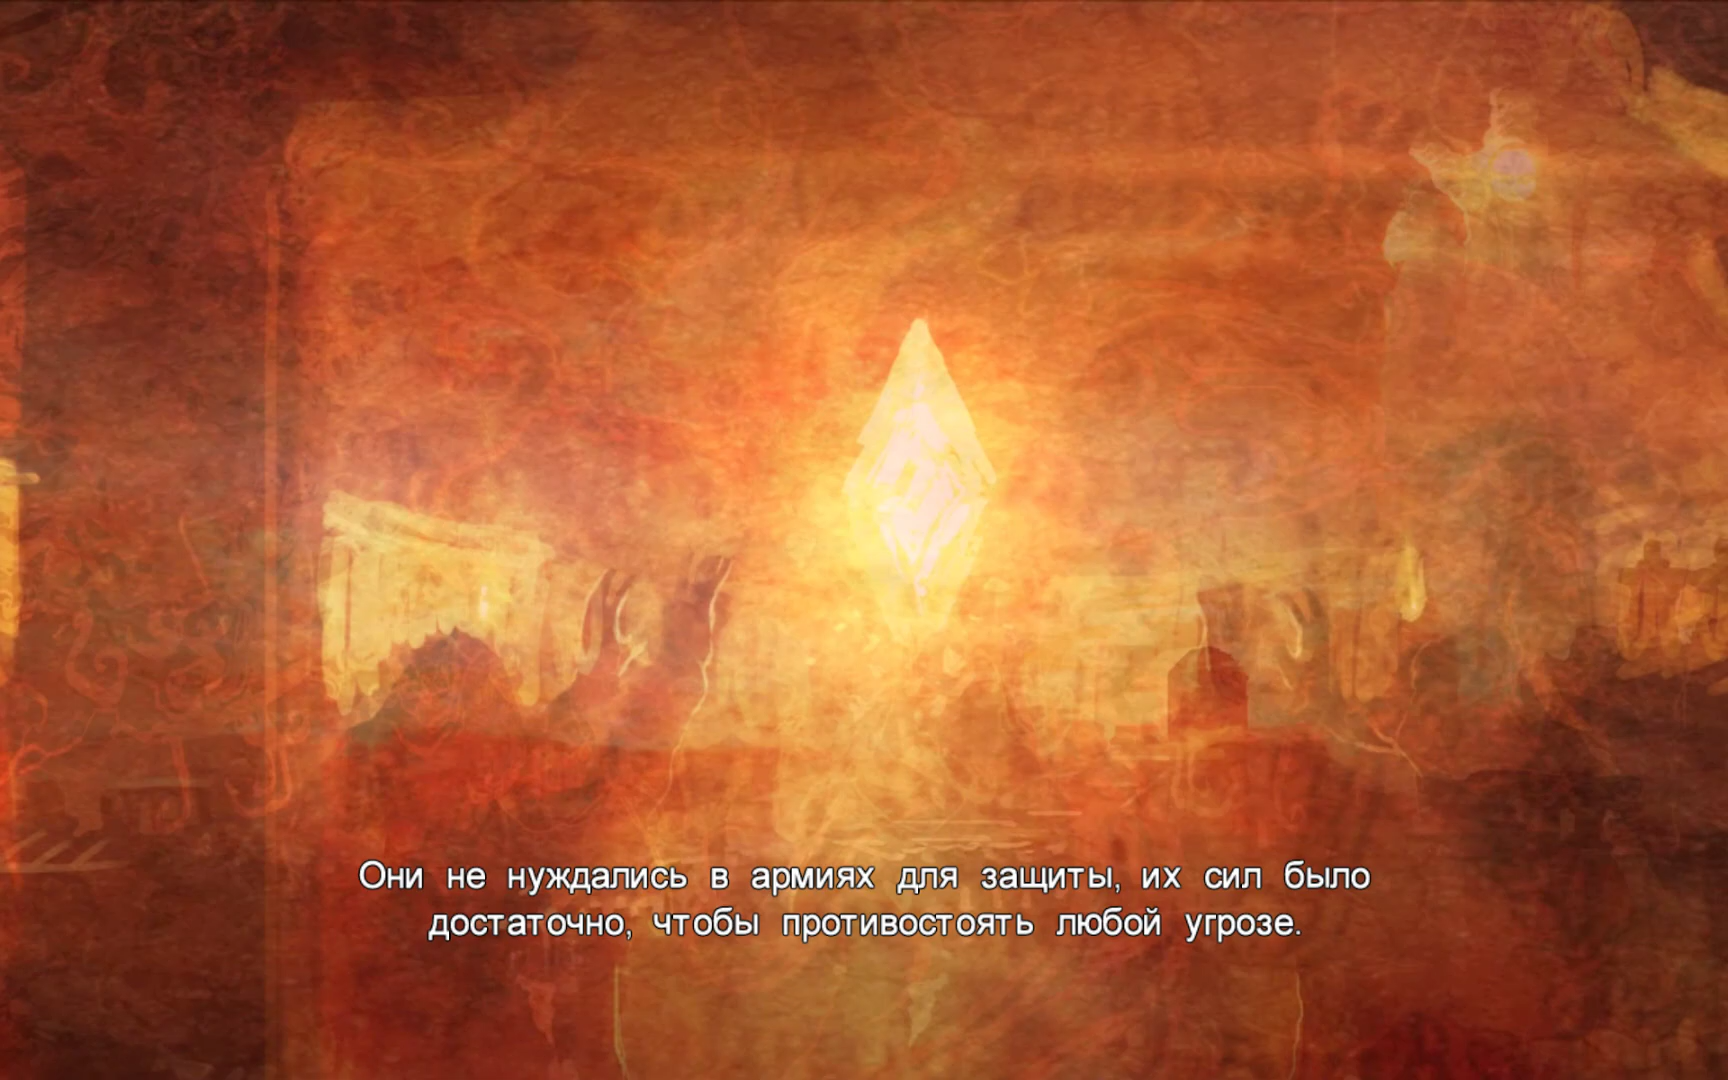 Они не нуждались в армиях для защиты, их сил было
достаточно, чтобы противостоять любой угрозе.